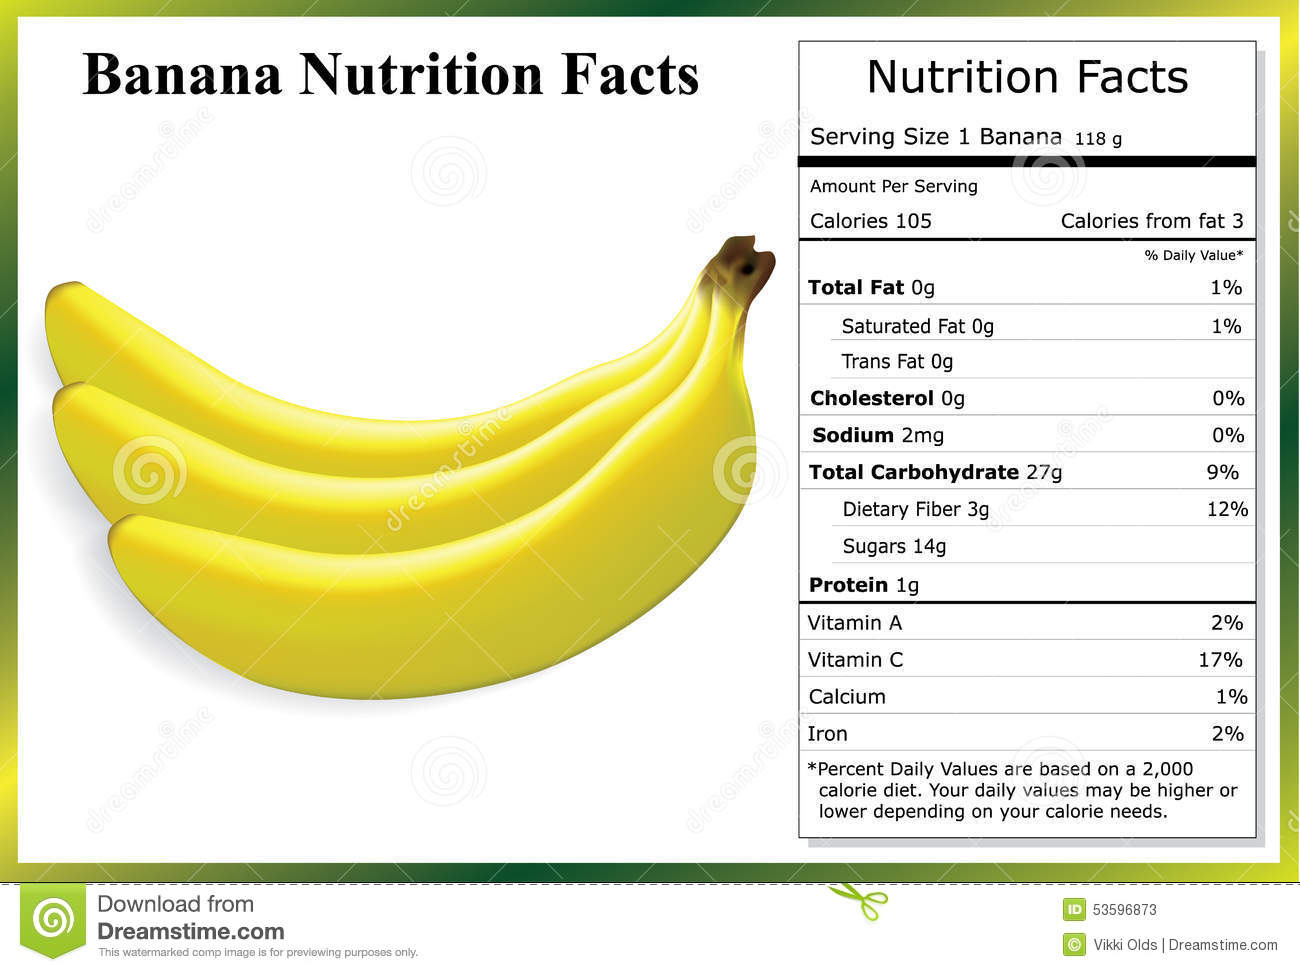 Banana Nutrition Facts
Nutrition Facts
Serving Size 1 Banana 118 g
Amount Per Serving
Calories 105 Calories from fat 3
% Daily Value*
Total Fat 0g 1%
Saturated Fat 0g 1%
Trans Fat 0g
Cholesterol 0g 0%
Sodium 2mg 0%
Total Carbohydrate 27g 9%
Dietary Fiber 3g 12%
Sugars 14g
Protein 1g
Vitamin A 2%
Vitamin C 17%
Calcium 1%
Iron 2%
*Percent Daily Values are based on a 2,000
calorie diet. Your daily values may be higher or
lower depending on your calorie needs.
dreamstime
dreamstime
dreamstime
dreamstime
dreamstime
dreamstime
Download from
Dreamstime.com
This watermarked comp image is for previewing purposes only.
ID 53596873
© Vikki Olds | Dreamstime.com